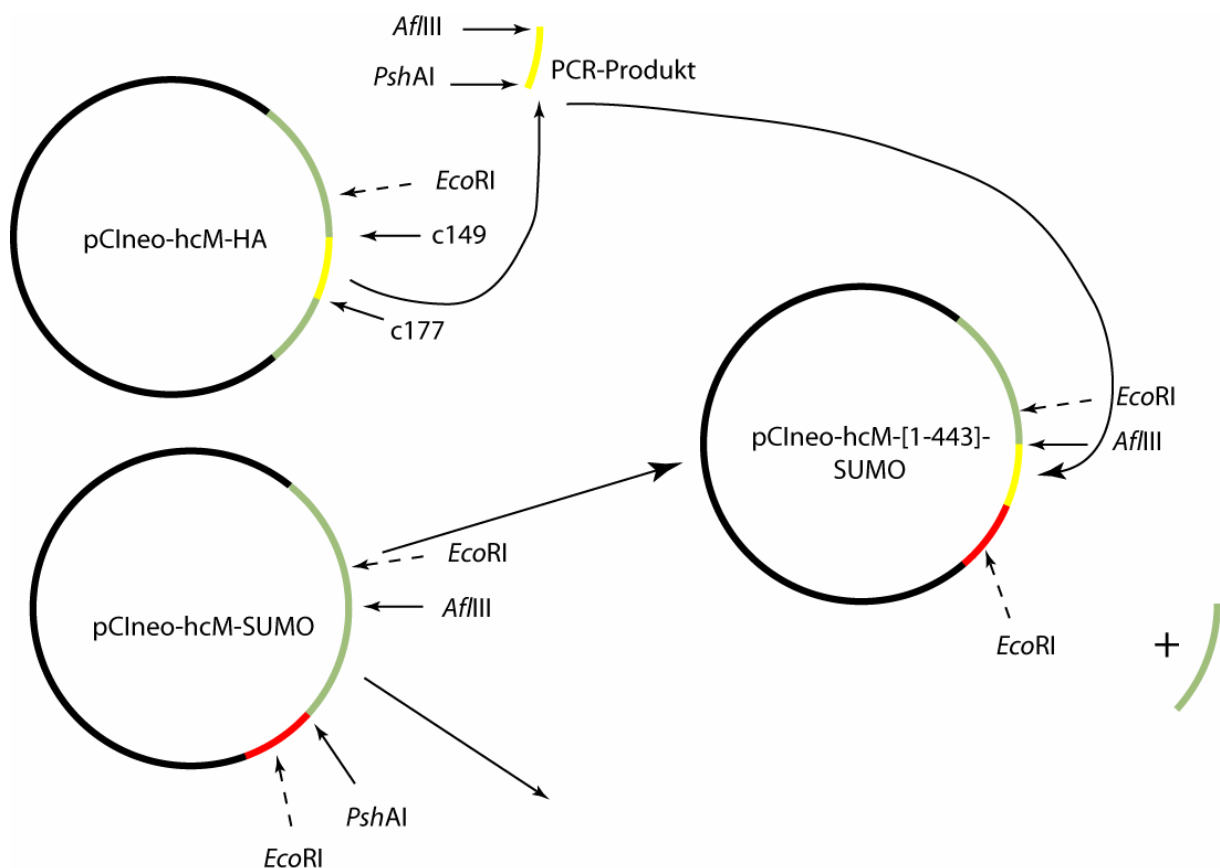 AflIII
PshAI
PCR-Produkt
EcoRI
pCIneo-hcM-HA
c149
c177
EcoRI
AflIII
pCIneo-hcM-[1-443]-
SUMO
EcoRI
+
EcoRI
AflIII
pCIneo-hcM-SUMO
PshAI
EcoRI